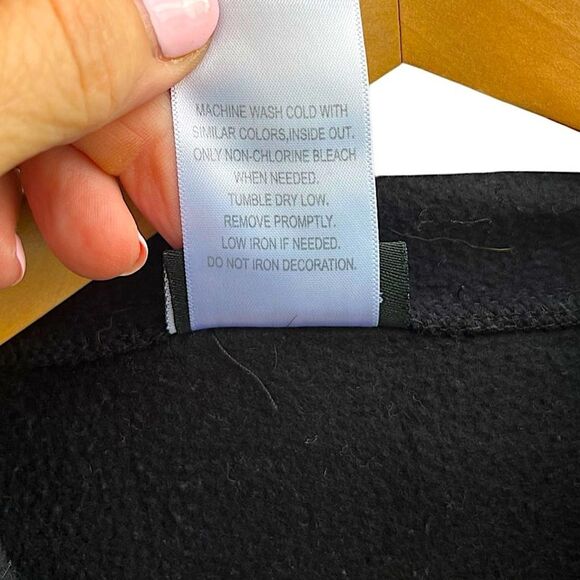 MACHINE WASH COLD WITH
SIMILAR COLORS,INSIDE OUT.
ONLY NON-CHLORINE BLEACH
WHEN NEEDED.
TUMBLE DRY LOW.
REMOVE PROMPTLY.
LOW IRON IF NEEDED.
DO NOT IRON DECORATION.